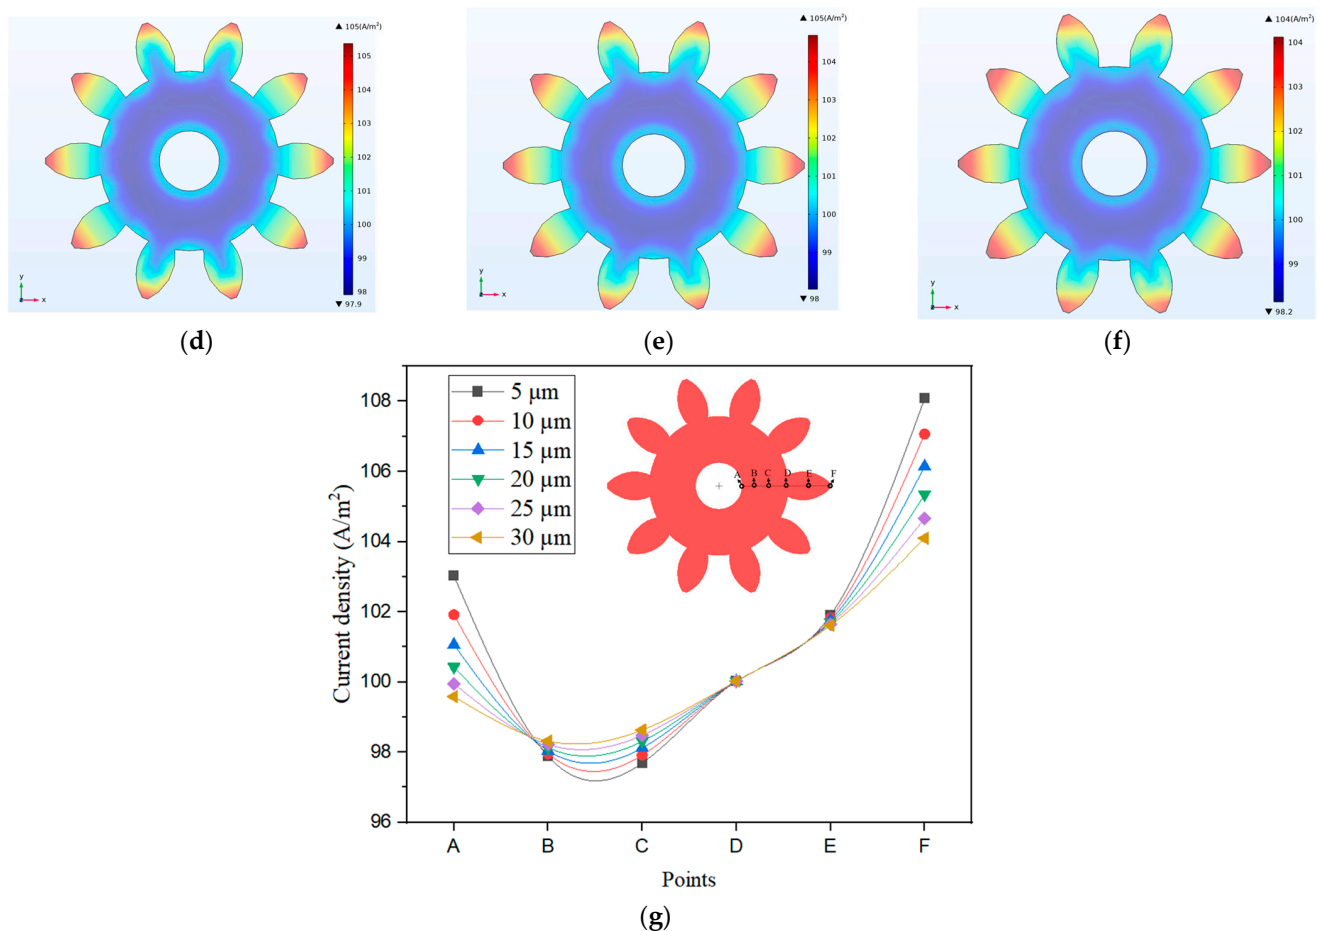 ▲ 105(A/m²)
105
104
103
102
101
100
99
98
▼ 97.9
y
x
(d)
▲ 105(A/m²)
104
103
102
101
100
99
▼ 98
y
x
(e)
▲ 104(A/m²)
104
103
102
101
100
99
▼ 98.2
y
x
(f)
108
106
104
102
100
98
96
Current density (A/m²)
5 µm
10 µm
15 µm
20 µm
25 µm
30 µm
A B C D E F
A B C D E F
Points
(g)